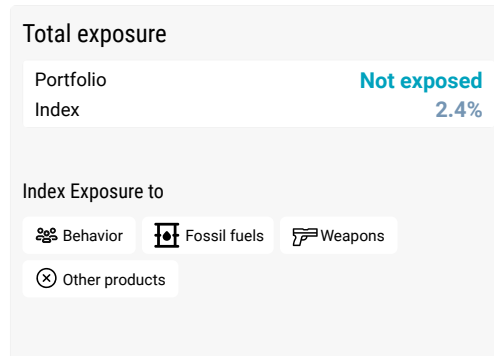 Total exposure
Portfolio Not exposed
Index 2.4%
Index Exposure to
Behavior Fossil fuels Weapons
Other products